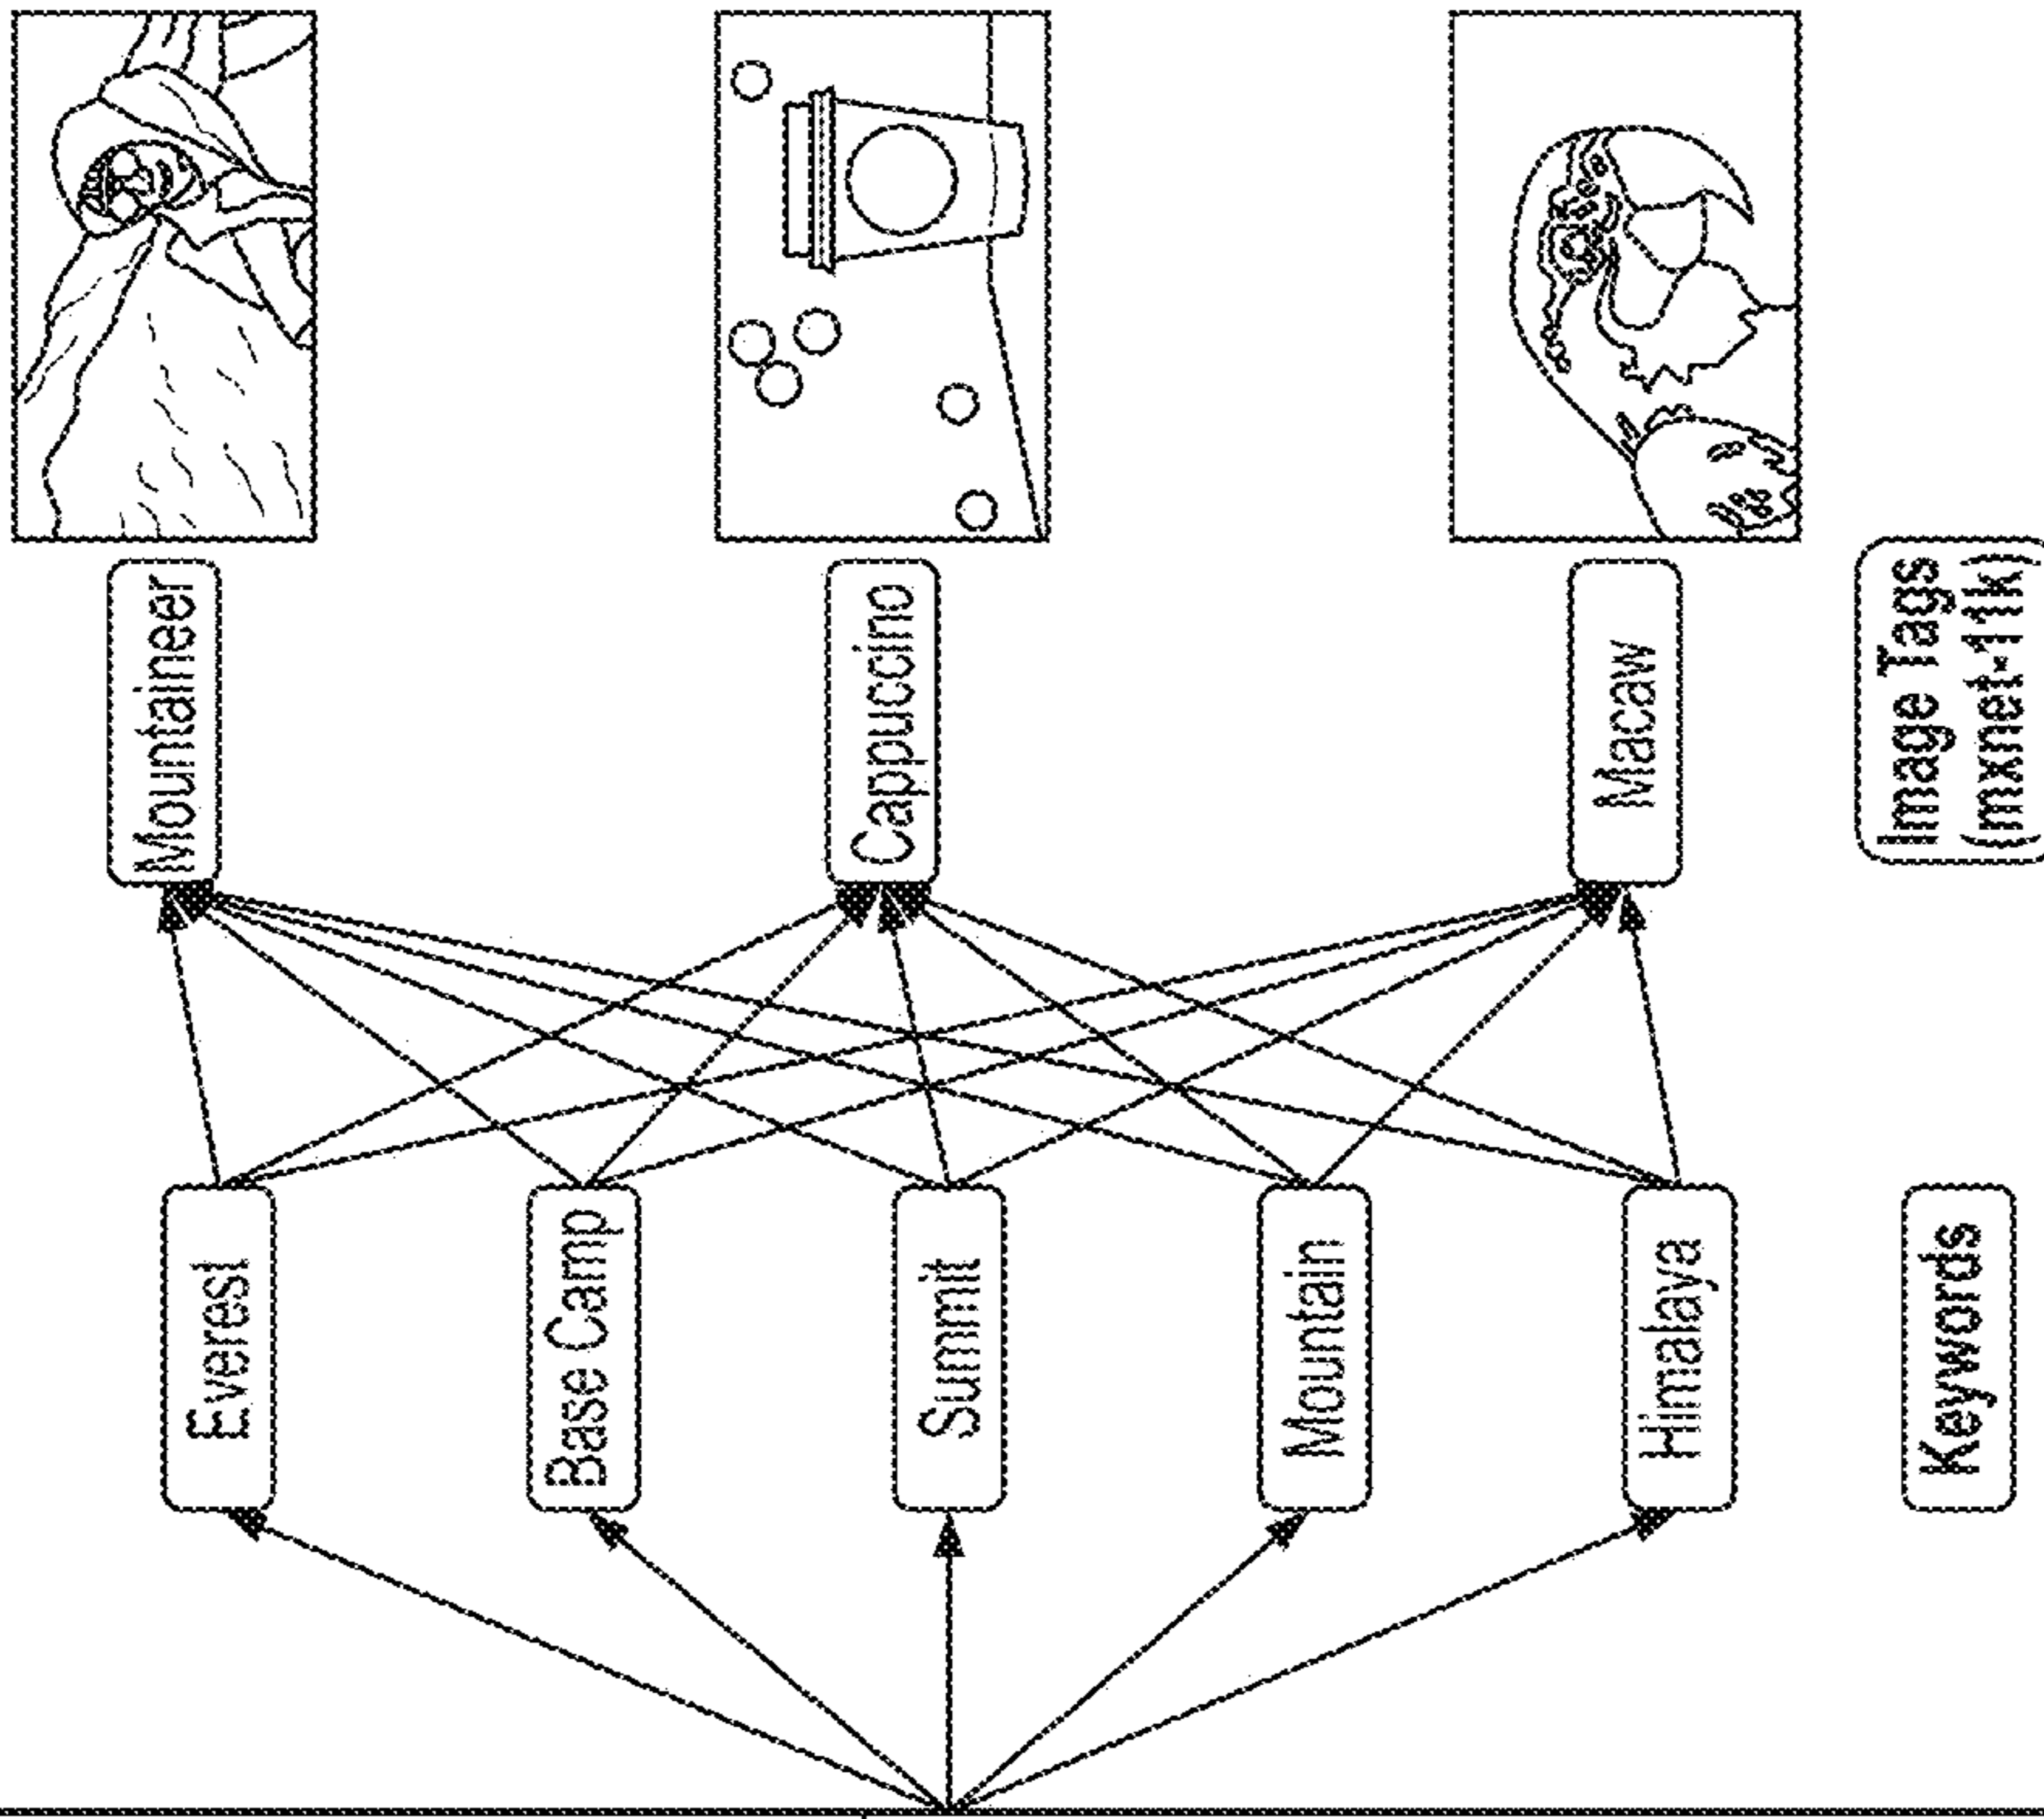 Everest
Base Camp
Summit
Mountain
Himalaya
Keywords
Mountaineer
Cappuccino
Macaw
Image Tags
(mxnet-11k)